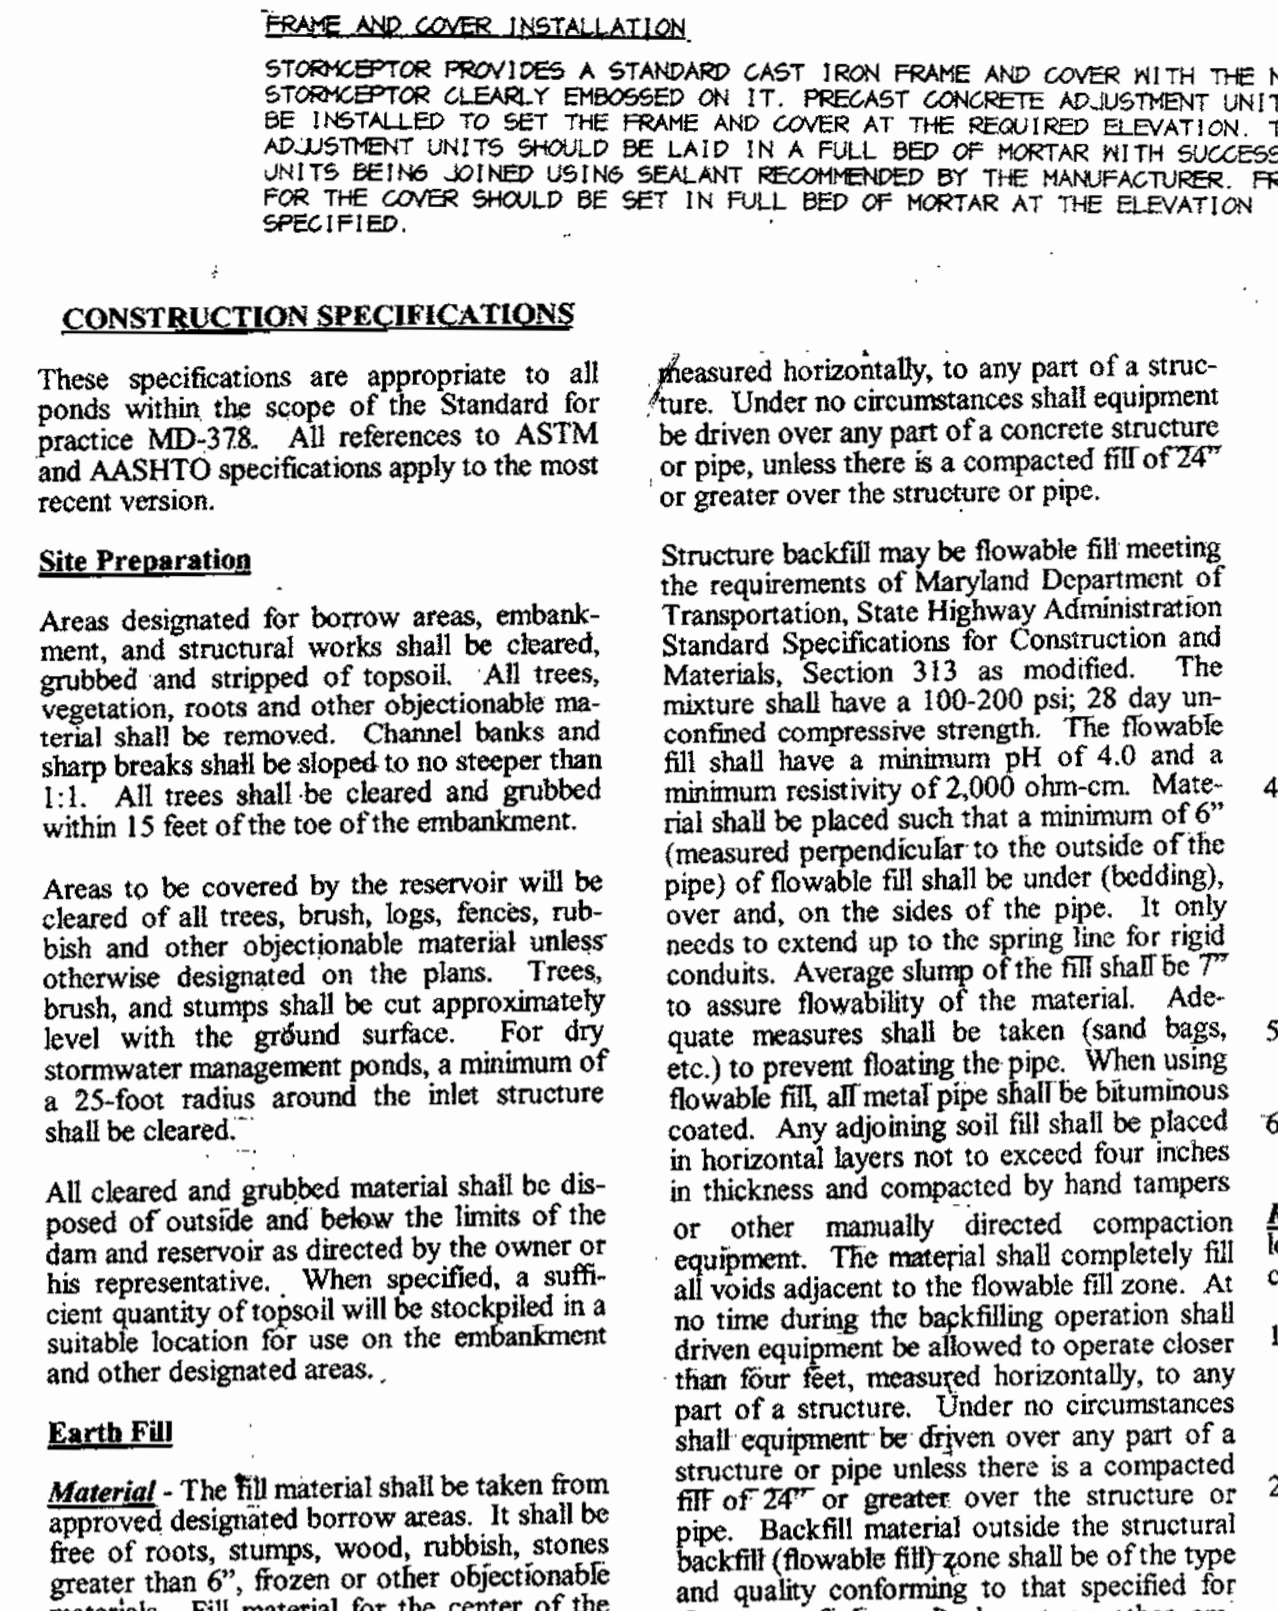 FRAME AND COVER INSTALLATION
STORMCEPTOR PROVIDES A STANDARD CAST IRON FRAME AND COVER WITH THE
STORMCEPTOR CLEARLY EMBOSSED ON IT. PRECAST CONCRETE ADJUSTMENT UNIT
BE INSTALLED TO SET THE FRAME AND COVER AT THE REQUIRED ELEVATION.
ADJUSTMENT UNITS SHOULD BE LAID IN A FULL BED OF MORTAR WITH SUCCESS
UNITS BEING JOINED USING SEALANT RECOMMENDED BY THE MANUFACTURER. FR
FOR THE COVER SHOULD BE SET IN FULL BED OF MORTAR AT THE ELEVATION
SPECIFIED.
CONSTRUCTION SPECIFICATIONS
These specifications are appropriate to all
ponds within the scope of the Standard for
practice MD-378. All references to ASTM
and AASHTO specifications apply to the most
recent version.
Site Preparation
Areas designated for borrow areas, embank-
ment, and structural works shall be cleared,
grubbed and stripped of topsoil. All trees,
vegetation, roots and other objectionable ma-
terial shall be removed. Channel banks and
sharp breaks shall be sloped to no steeper than
1:1. All trees shall be cleared and grubbed
within 15 feet of the toe of the embankment.
Areas to be covered by the reservoir will be
cleared of all trees, brush, logs, fences, rub-
bish and other objectionable material unless
otherwise designated on the plans. Trees,
brush, and stumps shall be cut approximately
level with the ground surface. For dry
stormwater management ponds, a minimum of
a 25-foot radius around the inlet structure
shall be cleared.
All cleared and grubbed material shall be dis-
posed of outside and below the limits of the
dam and reservoir as directed by the owner or
his representative. When specified, a suffi-
cient quantity of topsoil will be stockpiled in a
suitable location for use on the embankment
and other designated areas.
Earth Fill
Material - The fill material shall be taken from
approved designated borrow areas. It shall be
free of roots, stumps, wood, rubbish, stones
greater than 6”, frozen or other objectionable
materials. Fill material for the center of the
measured horizontally, to any part of a struc-
ture. Under no circumstances shall equipment
be driven over any part of a concrete structure
or pipe, unless there is a compacted fill of 24”
or greater over the structure or pipe.
Structure backfill may be flowable fill meeting
the requirements of Maryland Department of
Transportation, State Highway Administration
Standard Specifications for Construction and
Materials, Section 313 as modified. The
mixture shall have a 100-200 psi; 28 day un-
confined compressive strength. The flowable
fill shall have a minimum pH of 4.0 and a
minimum resistivity of 2,000 ohm-cm. Mate-
rial shall be placed such that a minimum of 6”
(measured perpendicular to the outside of the
pipe) of flowable fill shall be under (bedding),
over and, on the sides of the pipe. It only
needs to extend up to the spring line for rigid
conduits. Average slump of the fill shall be 7”
to assure flowability of the material. Ade-
quate measures shall be taken (sand bags,
etc.) to prevent floating the pipe. When using
flowable fill, all metal pipe shall be bituminous
coated. Any adjoining soil fill shall be placed
in horizontal layers not to exceed four inches
in thickness and compacted by hand tampers
or other manually directed compaction
equipment. The material shall completely fill
all voids adjacent to the flowable fill zone. At
no time during the backfilling operation shall
driven equipment be allowed to operate closer
than four feet, measured horizontally, to any
part of a structure. Under no circumstances
shall equipment be driven over any part of a
structure or pipe unless there is a compacted
fill of 24” or greater over the structure or
pipe. Backfill material outside the structural
backfill (flowable fill) zone shall be of the type
and quality conforming to that specified for
4
5
6
1
2